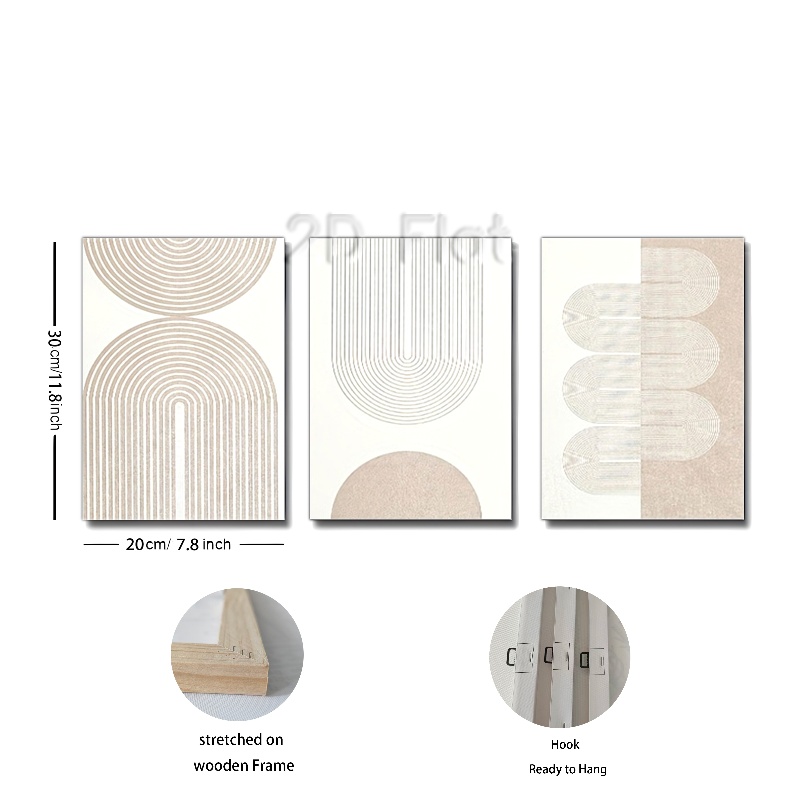 2D Flat
30cm/11.8inch
20cm/ 7.8 inch
stretched on
wooden Frame
Hook
Ready to Hang